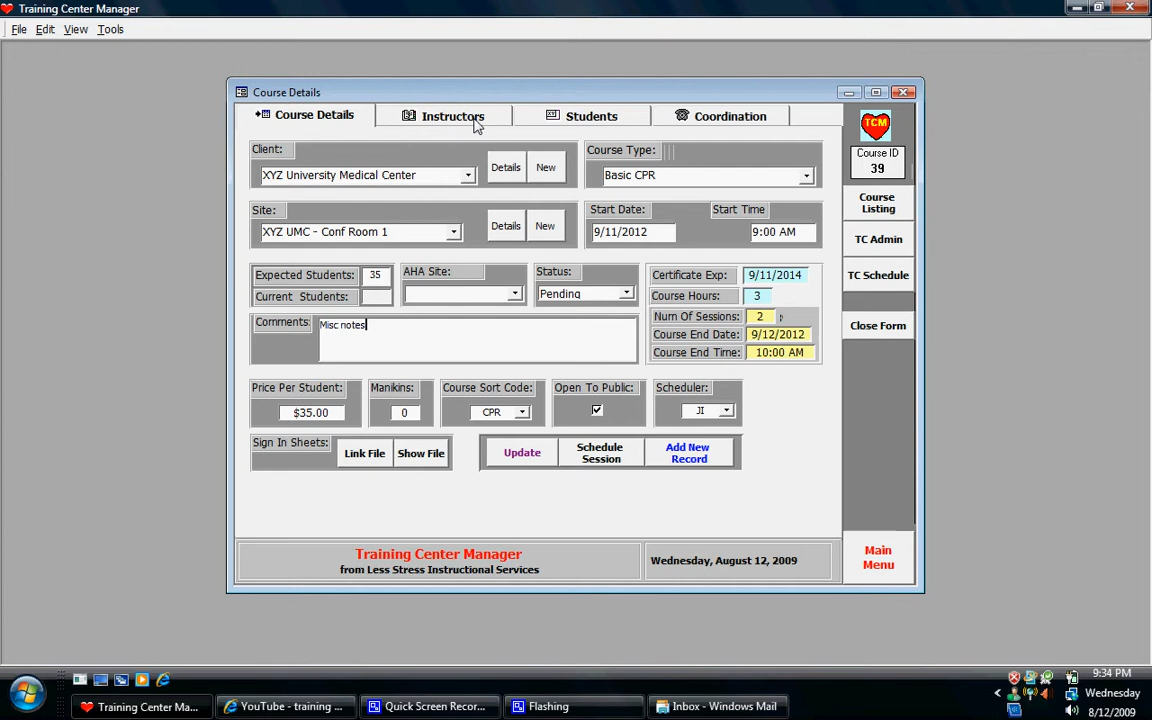 Training Center Manager
File Edit View Tools
Course Details
Course Details Instructors Students Coordination
TCM
Course ID
39
Course Listing
TC Admin
TC Schedule
Close Form
Main Menu
Client:
XYZ University Medical Center
Details New
Course Type:
Basic CPR
Site:
XYZ UMC - Conf Room 1
Details New
Start Date: Start Time
9/11/2012 9:00 AM
Expected Students: 35
Current Students:
AHA Site:
Status:
Pending
Certificate Exp: 9/11/2014
Course Hours: 3
Num Of Sessions: 2
Course End Date: 9/12/2012
Course End Time: 10:00 AM
Comments: Misc notes
Price Per Student: Manikins: Course Sort Code: Open To Public: Scheduler:
$35.00 0 CPR JI
Sign In Sheets: Link File Show File
Update Schedule Session Add New Record
Training Center Manager
from Less Stress Instructional Services
Wednesday, August 12, 2009
Training Center Ma...
YouTube - training ...
Quick Screen Recor...
Flashing
Inbox - Windows Mail
9:34 PM
Wednesday
8/12/2009